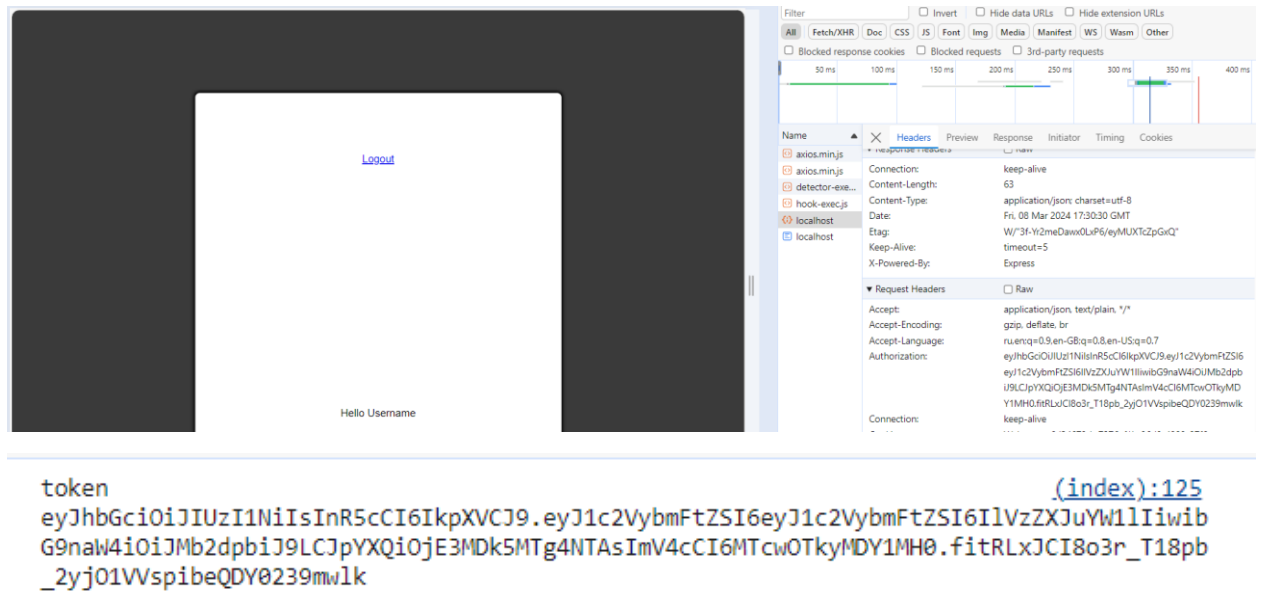 Filter
Invert
Hide data URLs
Hide extension URLs
All Fetch/XHR Doc CSS JS Font Img Media Manifest WS Wasm Other
Blocked response cookies
Blocked requests
3rd-party requests
50 ms 100 ms 150 ms 200 ms 250 ms 300 ms 350 ms 400 ms
Name
axios.min.js
axios.min.js
detector-exe...
hook-exec.js
localhost
localhost
Headers Preview Response Initiator Timing Cookies
Response Headers Raw
Connection: keep-alive
Content-Length: 63
Content-Type: application/json; charset=utf-8
Date: Fri, 08 Mar 2024 17:30:30 GMT
Etag: W/"3f-Yr2meDawx0LxP6/eyMUXTcZpGxQ"
Keep-Alive: timeout=5
X-Powered-By: Express
Request Headers Raw
Accept: application/json, text/plain, */*
Accept-Encoding: gzip, deflate, br
Accept-Language: ru,en;q=0.9,en-GB;q=0.8,en-US;q=0.7
Authorization: eyJhbGciOiJIUzI1NiIsInR5cCI6IkpXVCJ9.eyJ1c2VybmFtZSI6
eyJ1c2VybmFtZSI6IlVzZXJuYW1lIiwibG9naW4iOiJMb2dpb
iJ9LCJpYXQiOjE3MDk5MTg4NTAsImV4cCI6MTcwOTkyMD
Y1MH0.fitRLxJCI8o3r_T18pb_2yjO1VVspibeQDY0239mwlk
Connection: keep-alive
Logout
Hello Username
token
(index):125
eyJhbGciOiJIUzI1NiIsInR5cCI6IkpXVCJ9.eyJ1c2VybmFtZSI6eyJ1c2VybmFtZSI6IlVzZXJuYW1lIiwib
G9naW4iOiJMb2dpbiJ9LCJpYXQiOjE3MDk5MTg4NTAsImV4cCI6MTcwOTkyMDY1MH0.fitRLxJCI8o3r_T18pb
_2yjO1VVspibeQDY0239mwlk